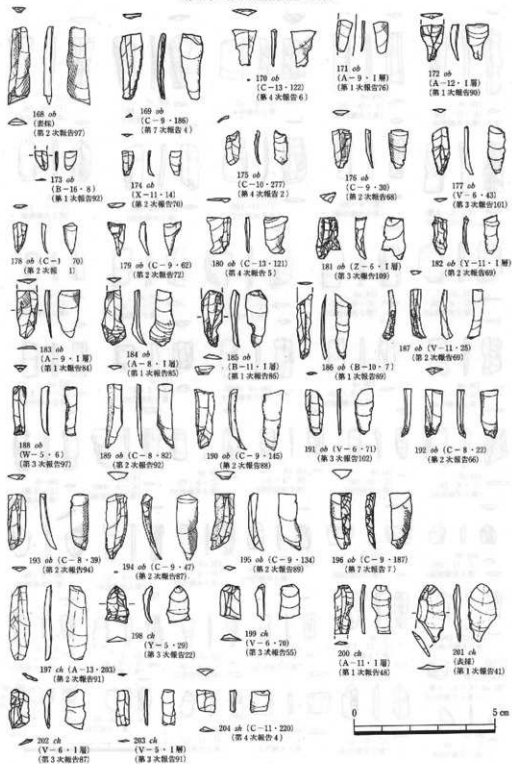 168 ob
(表採)
(第2次報告97)
169 ob
(C-9・186)
(第7次報告4)
170 ob
(C-13・122)
(第4次報告6)
171 ob
(A-9・I層)
(第1次報告76)
172 ob
(A-12・I層)
(第1次報告90)
173 ob
(B-16・8)
(第1次報告92)
174 ob
(X-11・14)
(第2次報告70)
175 ob
(C-10・277)
(第4次報告2)
176 ob
(C-9・30)
(第2次報告68)
177 ob
(V-6・43)
(第3次報告101)
178 ob
179 ob (C-9・62)
(第2次報告72)
180 ob (C-13・121)
(第4次報告5)
181 ob (Z-6・I層)
(第3次報告109)
182 ob (Y-11・I層)
(第2次報告69)
183 ob
(A-9・I層)
(第1次報告84)
184 ob
(A-8・I層)
(第1次報告85)
185 ob
(B-11・I層)
(第1次報告86)
186 ob (B-10・7)
(第1次報告89)
187 ob (V-11・25)
(第2次報告69)
188 ob
(W-5・6)
(第3次報告97)
189 ob (C-8・82)
(第2次報告92)
190 ob (C-9・145)
(第2次報告88)
191 ob (V-6・71)
(第3次報告102)
192 ob (C-8・22)
(第2次報告66)
193 ob (C-8・39)
(第2次報告94)
194 ob (C-9・47)
(第2次報告87)
195 ob (C-9・134)
(第2次報告89)
196 ob (C-9・187)
(第7次報告7)
197 ch (A-13・203)
(第2次報告91)
198 ch
(Y-5・29)
(第3次報告22)
199 ch
(V-6・70)
(第3次報告55)
200 ch
(A-11・I層)
(第1次報告48)
201 ch
(表採)
(第1次報告41)
202 ch
(V-6・I層)
(第3次報告87)
203 ch
(V-5・I層)
(第3次報告91)
204 sh (C-11・220)
(第4次報告4)
0 5 cm